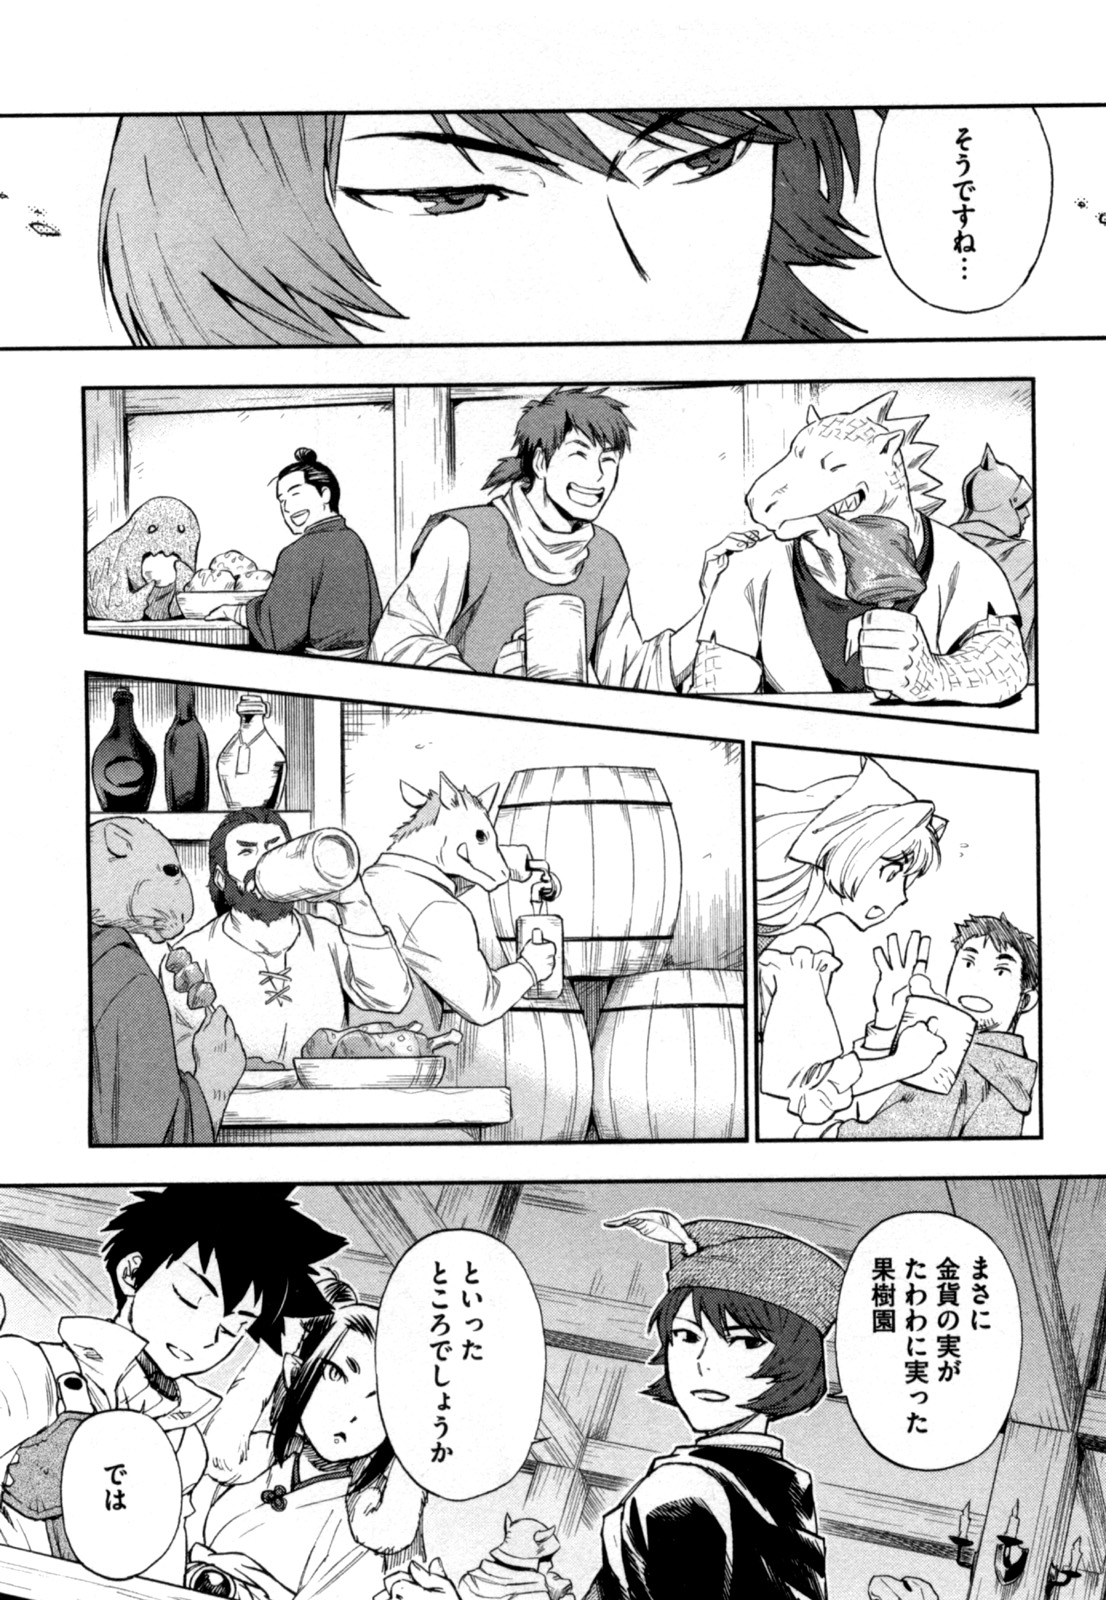 そうですね…
まさに
金貨の実が
たわわに実った
果樹園
といった
ところでしょうか
では